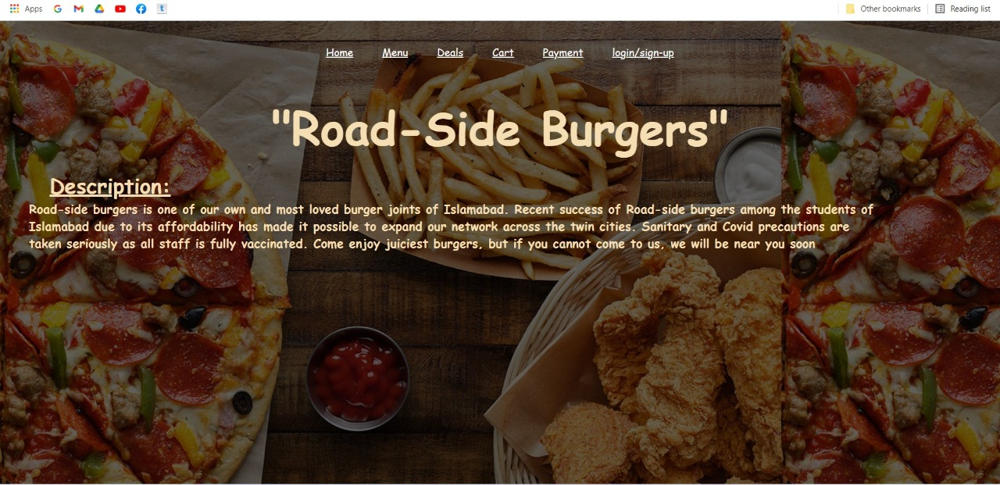 Apps
Other bookmarks
Reading list
Home Menu Deals Cart Payment login/sign-up
"Road-Side Burgers"
Description:
Road-side burgers is one of our own and most loved burger joints of Islamabad. Recent success of Road-side burgers among the students of
Islamabad due to its affordability has made it possible to expand our network across the twin cities. Sanitary and Covid precautions are
taken seriously as all staff is fully vaccinated. Come enjoy juiciest burgers, but if you cannot come to us, we will be near you soon